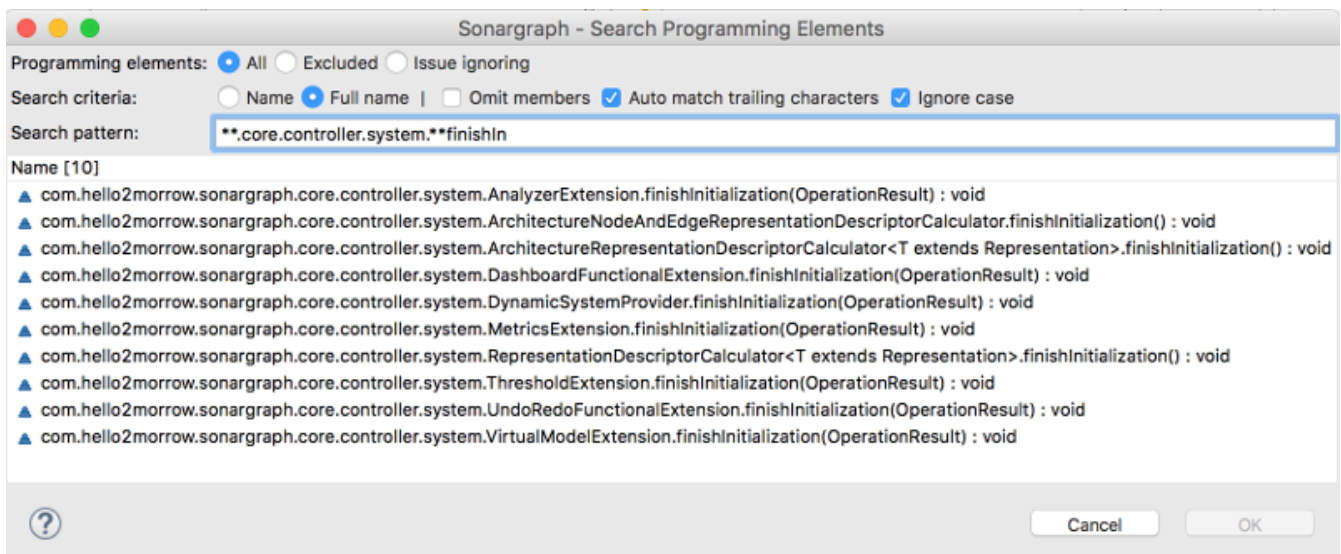 Sonargraph - Search Programming Elements
Programming elements: All Excluded Issue ignoring
Search criteria: Name Full name | Omit members Auto match trailing characters Ignore case
Search pattern: **.core.controller.system.**finishIn
Name [10]
com.hello2morrow.sonargraph.core.controller.system.AnalyzerExtension.finishInitialization(OperationResult) : void
com.hello2morrow.sonargraph.core.controller.system.ArchitectureNodeAndEdgeRepresentationDescriptorCalculator.finishInitialization() : void
com.hello2morrow.sonargraph.core.controller.system.ArchitectureRepresentationDescriptorCalculator<T extends Representation>.finishInitialization() : void
com.hello2morrow.sonargraph.core.controller.system.DashboardFunctionalExtension.finishInitialization(OperationResult) : void
com.hello2morrow.sonargraph.core.controller.system.DynamicSystemProvider.finishInitialization(OperationResult) : void
com.hello2morrow.sonargraph.core.controller.system.MetricsExtension.finishInitialization(OperationResult) : void
com.hello2morrow.sonargraph.core.controller.system.RepresentationDescriptorCalculator<T extends Representation>.finishInitialization() : void
com.hello2morrow.sonargraph.core.controller.system.ThresholdExtension.finishInitialization(OperationResult) : void
com.hello2morrow.sonargraph.core.controller.system.UndoRedoFunctionalExtension.finishInitialization(OperationResult) : void
com.hello2morrow.sonargraph.core.controller.system.VirtualModelExtension.finishInitialization(OperationResult) : void
? Cancel OK